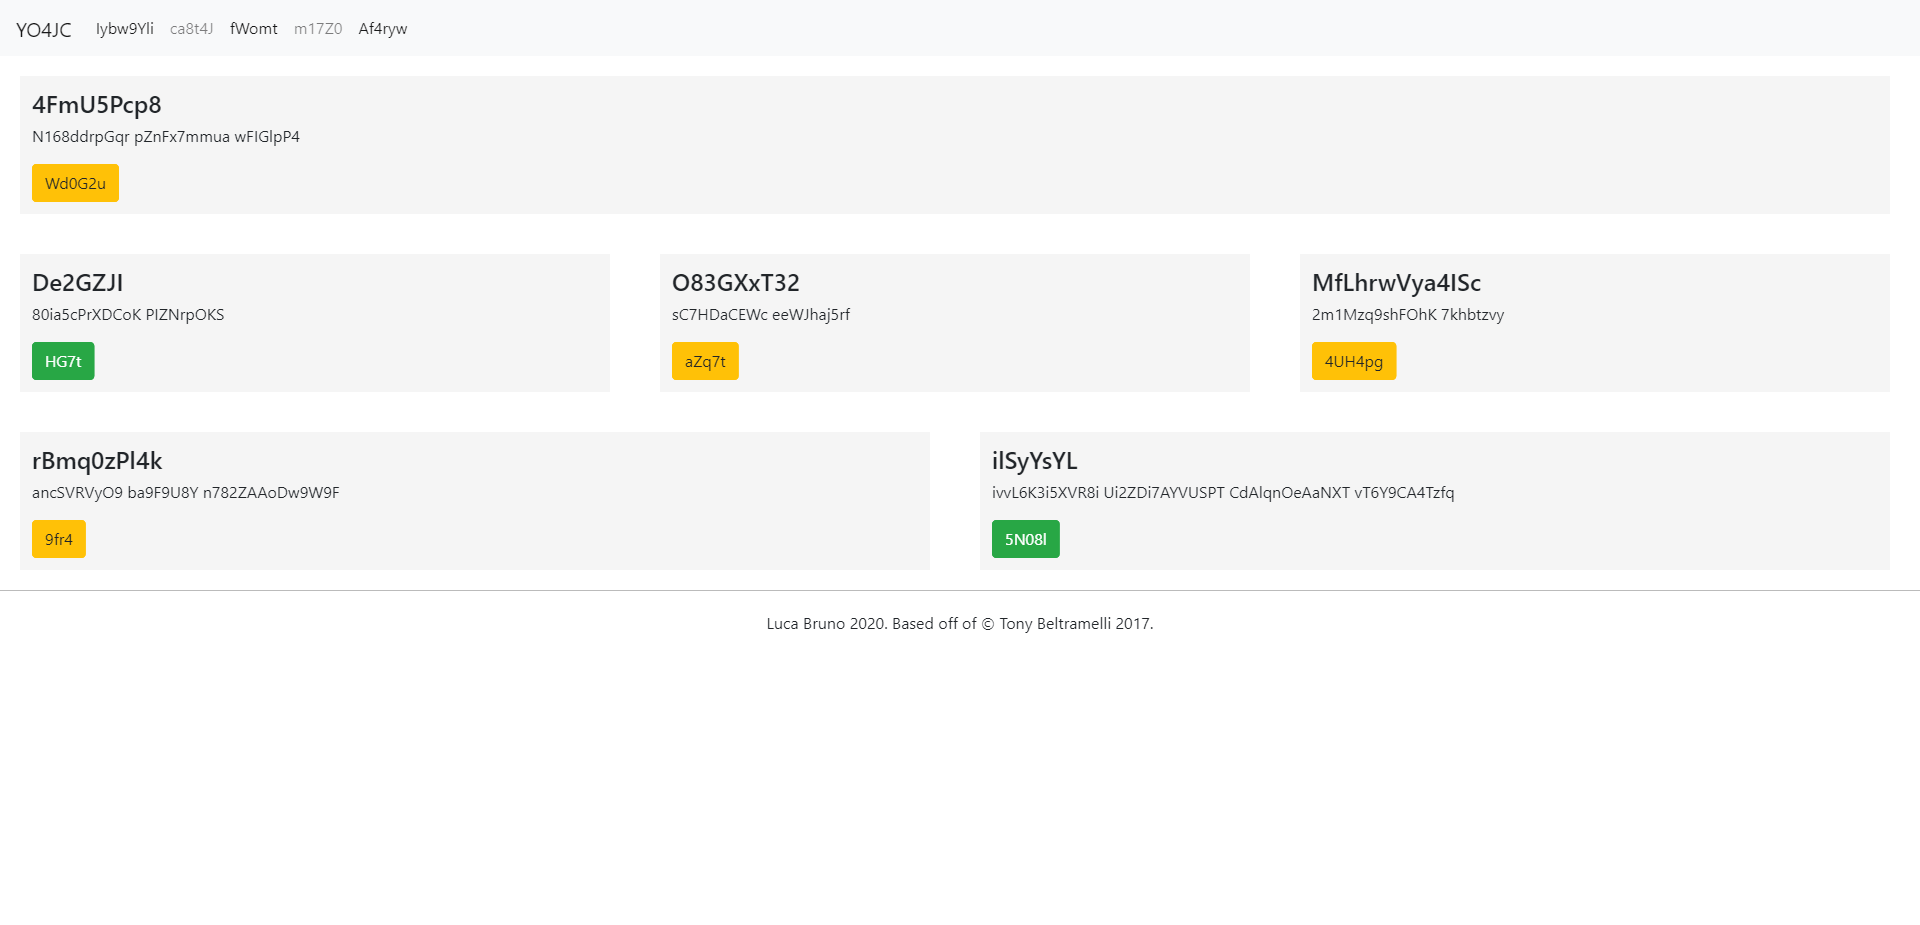 YO4JC Iybw9Yli ca8t4J fWomt m17Z0 Af4ryw
4FmU5Pcp8
N168ddrpGqr pZnFx7mmua wFIGlpP4
Wd0G2u
De2GZJI O83GXxT32 MfLhrwVya4ISc
80ia5cPrXDCoK PIZNrpOKS sC7HDaCEWc eeWJhaj5rf 2m1Mzq9shFOhK 7khbtzvy
HG7t aZq7t 4UH4pg
rBmq0zPl4k ilSyYsYL
ancSVRVyO9 ba9F9U8Y n782ZAAoDw9W9F ivvL6K3i5XVR8i Ui2ZDi7AYVUSPT CdAlqnOeAaNXT vT6Y9CA4Tzfq
9fr4 5N08l
Luca Bruno 2020. Based off of © Tony Beltramelli 2017.